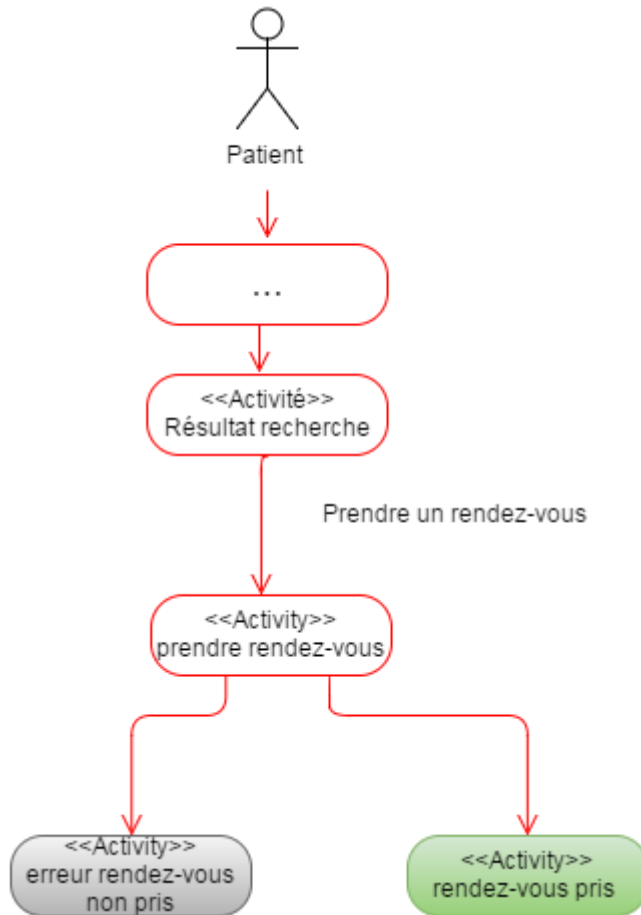 Patient
...
<<Activité>>
Résultat recherche
Prendre un rendez-vous
<<Activity>>
prendre rendez-vous
<<Activity>>
erreur rendez-vous
non pris
<<Activity>>
rendez-vous pris